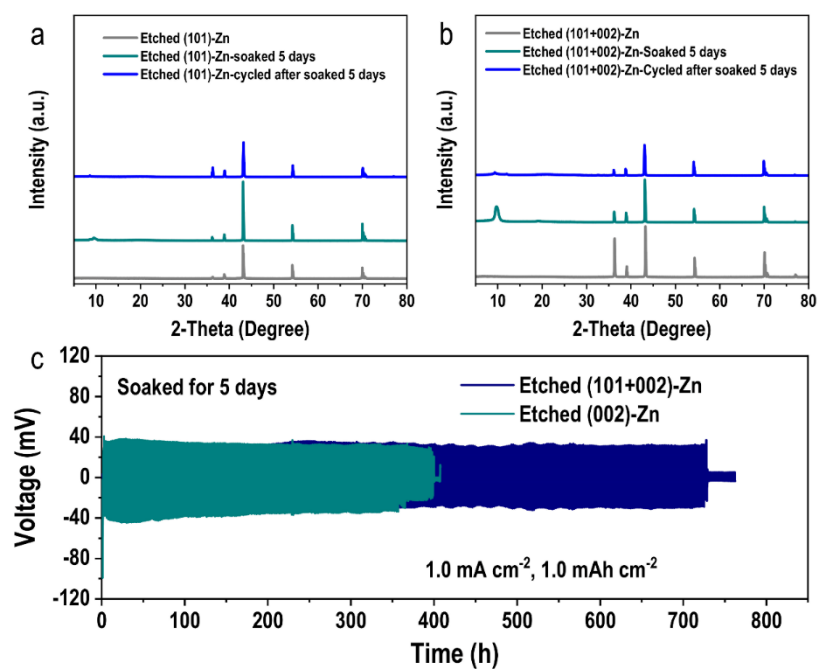 a
Etched (101)-Zn
Etched (101)-Zn-soaked 5 days
Etched (101)-Zn-cycled after soaked 5 days
Intensity (a.u.)
10 20 30 40 50 60 70 80
2-Theta (Degree)
b
Etched (101+002)-Zn
Etched (101+002)-Zn-Soaked 5 days
Etched (101+002)-Zn-Cycled after soaked 5 days
Intensity (a.u.)
10 20 30 40 50 60 70 80
2-Theta (Degree)
c
Soaked for 5 days
Etched (101+002)-Zn
Etched (002)-Zn
1.0 mA cm⁻², 1.0 mAh cm⁻²
Voltage (mV)
120
80
40
0
-40
-80
-120
0 100 200 300 400 500 600 700 800
Time (h)